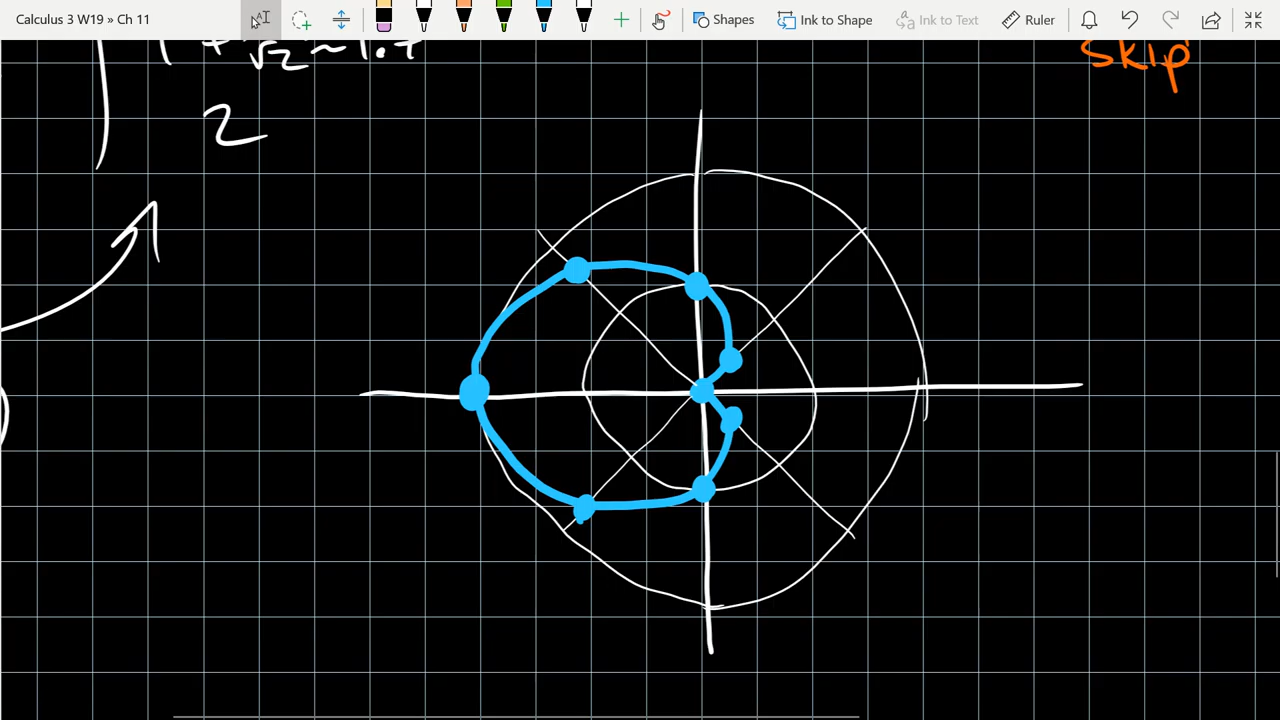 Calculus 3 W19 » Ch 11
Shapes
Ink to Shape
Ink to Text
Ruler
Skip
2